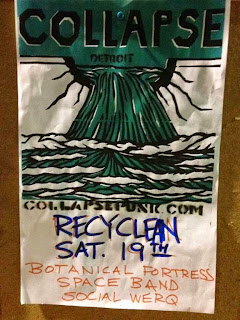 COLLAPSE
DETROIT
COLLAPSEPUNK.COM
RECYCLEAN
SAT. 19TH
BOTANICAL FORTRESS
SPACE BAND
SOCIAL WERQ